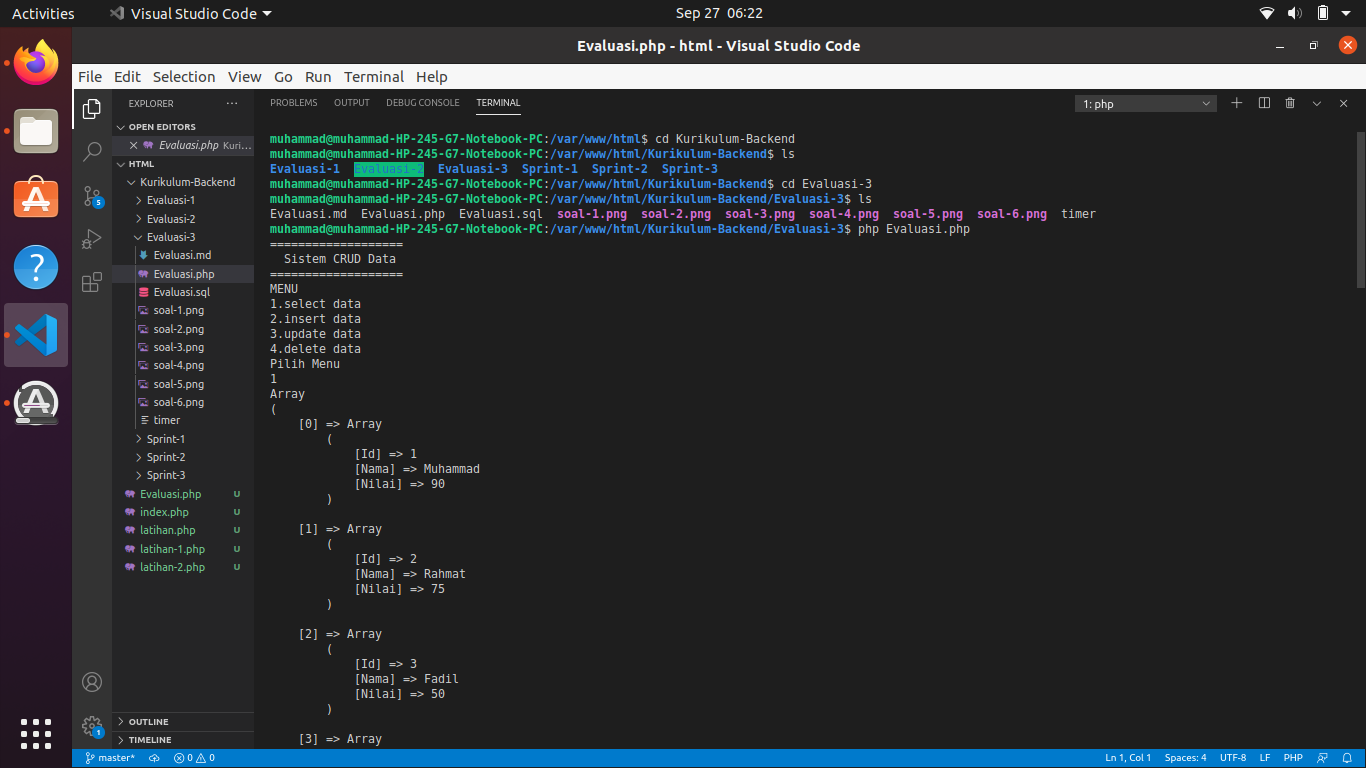 Activities Visual Studio Code Sep 27 06:22
Evaluasi.php - html - Visual Studio Code
File Edit Selection View Go Run Terminal Help
EXPLORER
OPEN EDITORS
Evaluasi.php Kuri...
HTML
Kurikulum-Backend
Evaluasi-1
Evaluasi-2
Evaluasi-3
Evaluasi.md
Evaluasi.php
Evaluasi.sql
soal-1.png
soal-2.png
soal-3.png
soal-4.png
soal-5.png
soal-6.png
timer
Sprint-1
Sprint-2
Sprint-3
Evaluasi.php U
index.php U
latihan.php U
latihan-1.php U
latihan-2.php U
OUTLINE
TIMELINE
5
1
PROBLEMS OUTPUT DEBUG CONSOLE TERMINAL 1: php
muhammad@muhammad-HP-245-G7-Notebook-PC:/var/www/html$ cd Kurikulum-Backend
muhammad@muhammad-HP-245-G7-Notebook-PC:/var/www/html/Kurikulum-Backend$ ls
Evaluasi-1 Evaluasi-2 Evaluasi-3 Sprint-1 Sprint-2 Sprint-3
muhammad@muhammad-HP-245-G7-Notebook-PC:/var/www/html/Kurikulum-Backend$ cd Evaluasi-3
muhammad@muhammad-HP-245-G7-Notebook-PC:/var/www/html/Kurikulum-Backend/Evaluasi-3$ ls
Evaluasi.md Evaluasi.php Evaluasi.sql soal-1.png soal-2.png soal-3.png soal-4.png soal-5.png soal-6.png timer
muhammad@muhammad-HP-245-G7-Notebook-PC:/var/www/html/Kurikulum-Backend/Evaluasi-3$ php Evaluasi.php
===================
Sistem CRUD Data
===================
MENU
1.select data
2.insert data
3.update data
4.delete data
Pilih Menu
1
Array
(
[0] => Array
(
[Id] => 1
[Nama] => Muhammad
[Nilai] => 90
)
[1] => Array
(
[Id] => 2
[Nama] => Rahmat
[Nilai] => 75
)
[2] => Array
(
[Id] => 3
[Nama] => Fadil
[Nilai] => 50
)
[3] => Array
master* 0 0 Ln 1, Col 1 Spaces: 4 UTF-8 LF PHP